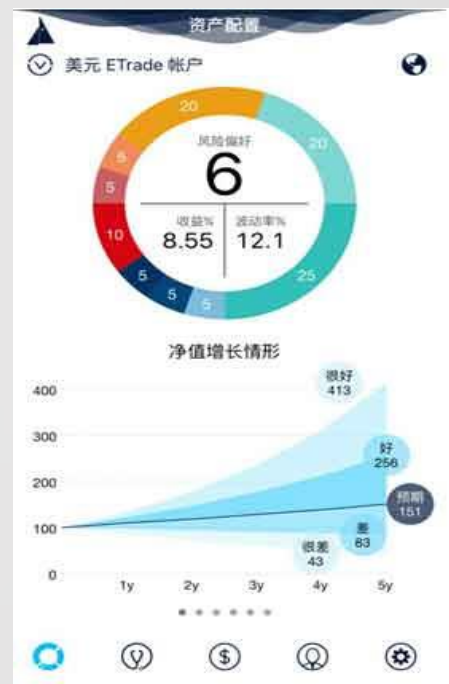 资产配置
美元 ETrade 帐户
20
20
5
风险偏好
6
5
收益% 波动率%
10
8.55 12.1
5
5
5
25
净值增长情形
很好
413
400
300
好
256
200
预期
151
100
差
83
很差
43
0
1y 2y 3y 4y 5y